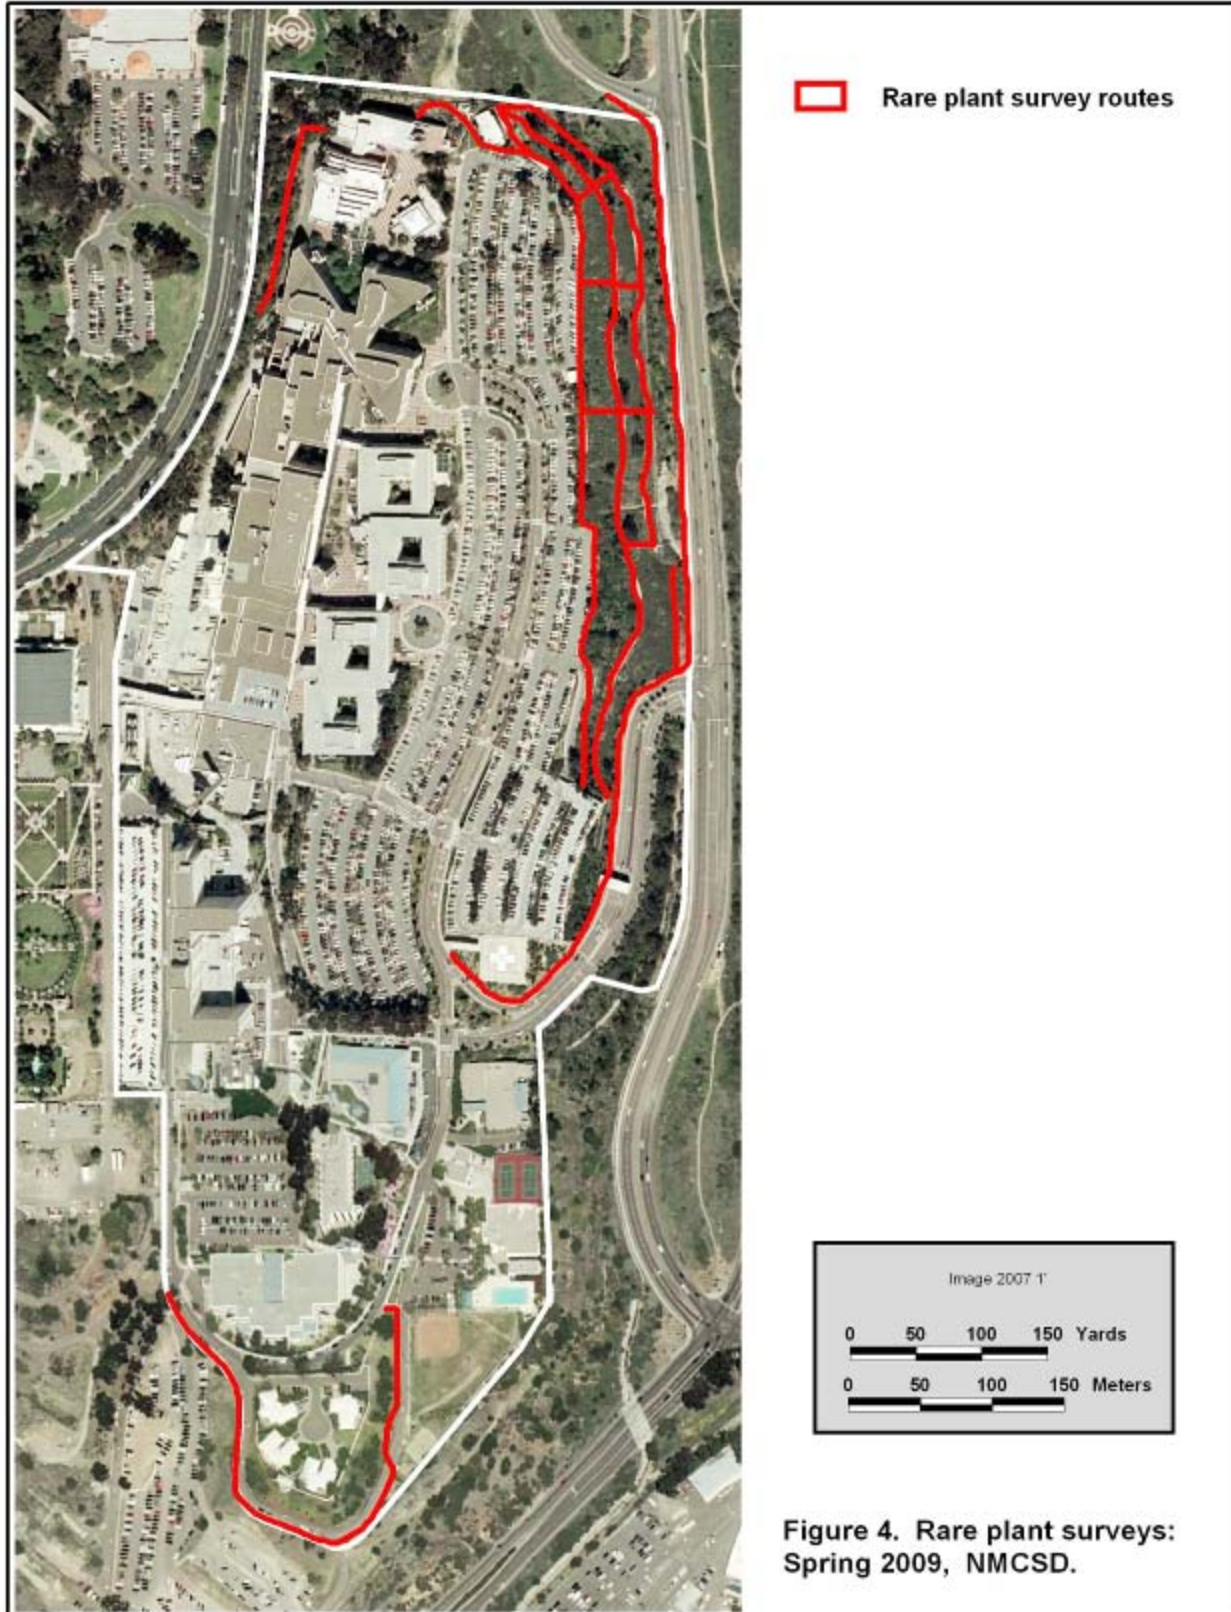 Rare plant survey routes
Image 2007 1'
0 50 100 150 Yards
0 50 100 150 Meters
Figure 4. Rare plant surveys:
Spring 2009, NMCSD.